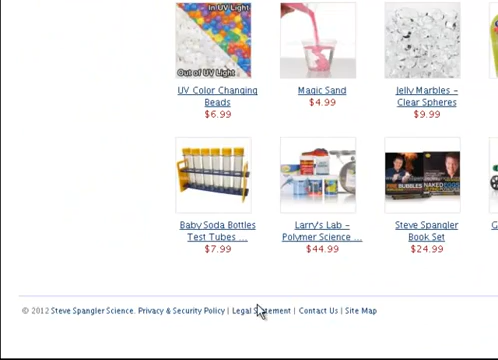 In UV Light
Out of UV Light
UV Color Changing
Beads
$6.99
Magic Sand
$4.99
Jelly Marbles –
Clear Spheres
$9.99
Baby Soda Bottles
Test Tubes ...
$7.99
Larry's Lab –
Polymer Science ...
$44.99
Steve Spangler
Book Set
$24.99
© 2012 Steve Spangler Science. Privacy & Security Policy | Legal Statement | Contact Us | Site Map